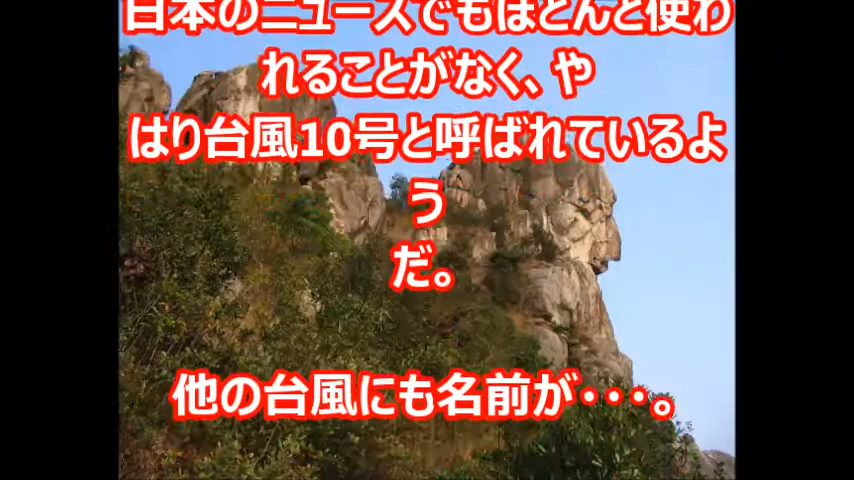 日本のニュースでもほとんど使わ
れることがなく、や
はり台風10号と呼ばれているよ
う
だ。
他の台風にも名前が・・・。